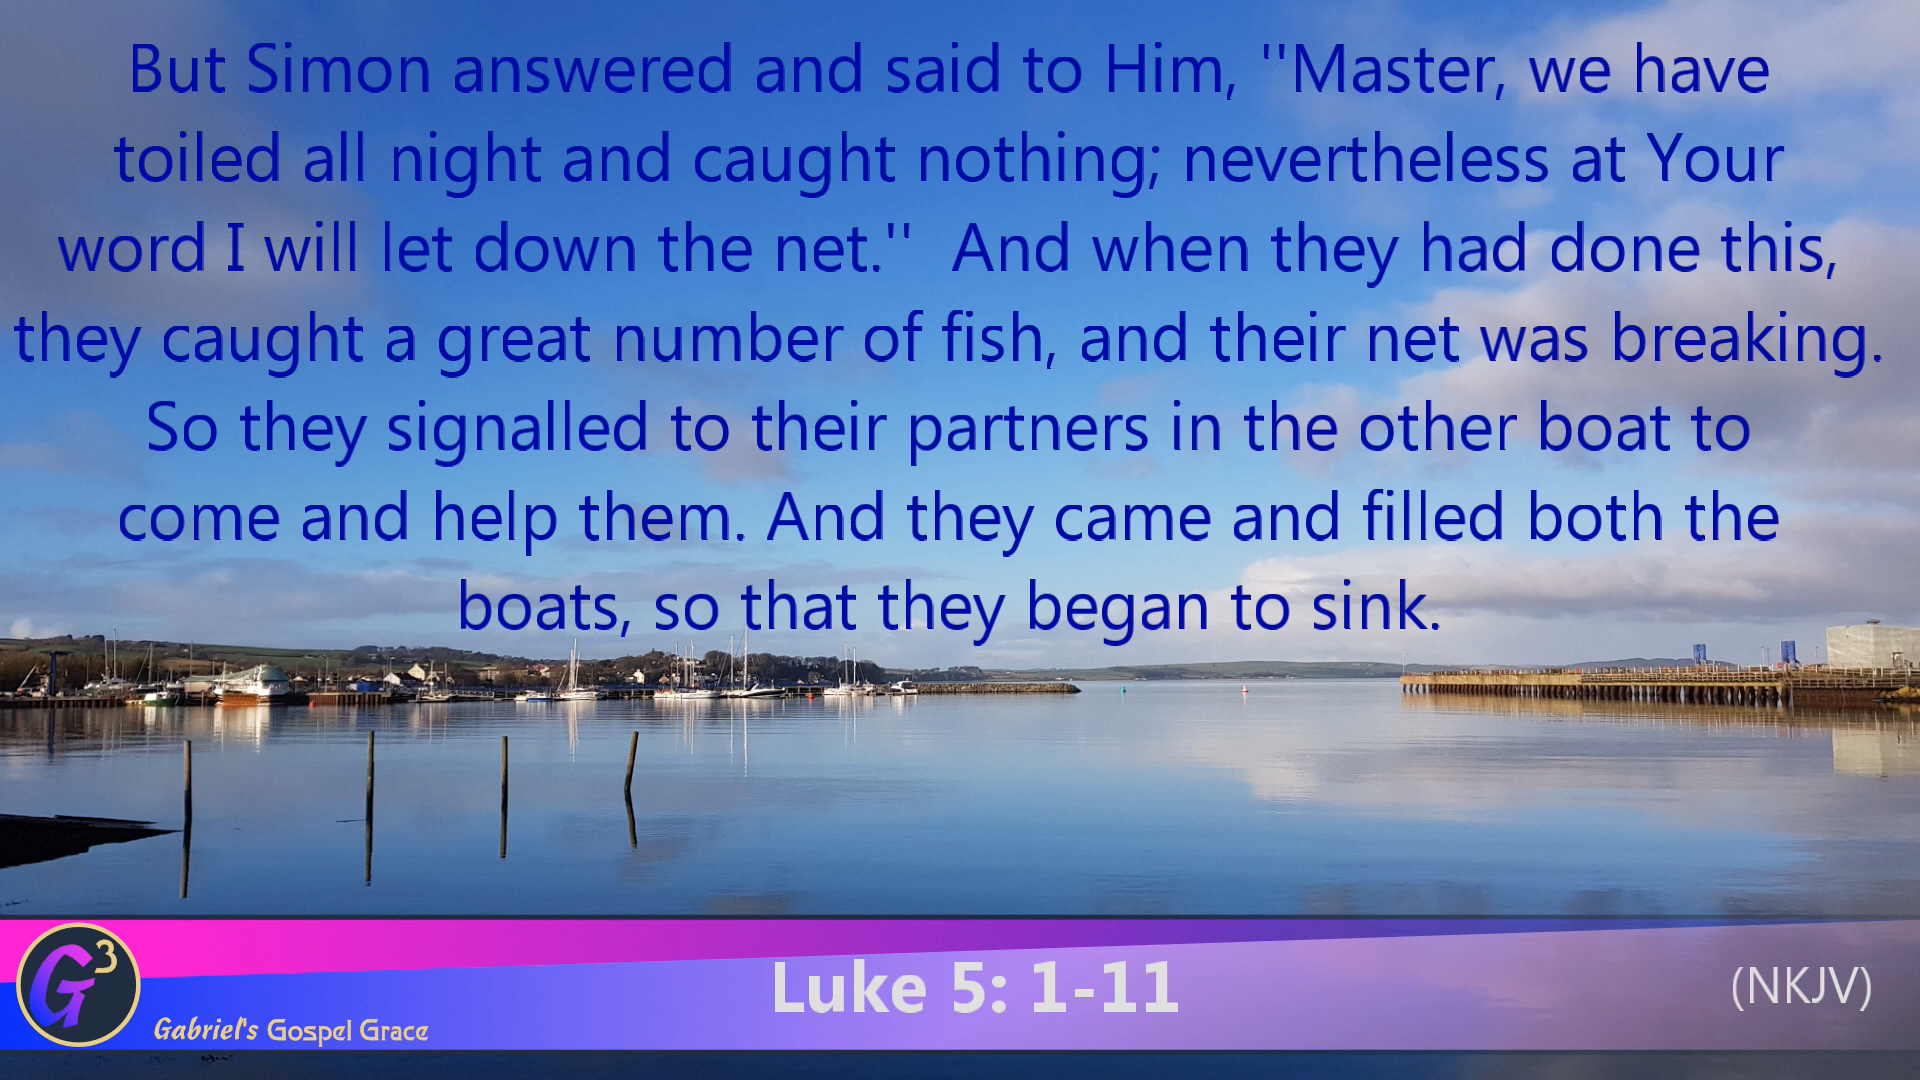 But Simon answered and said to Him, "Master, we have
toiled all night and caught nothing; nevertheless at Your
word I will let down the net."  And when they had done this,
they caught a great number of fish, and their net was breaking.
So they signalled to their partners in the other boat to
come and help them. And they came and filled both the
boats, so that they began to sink.
G3
Gabriel's Gospel Grace
Luke 5: 1-11
(NKJV)